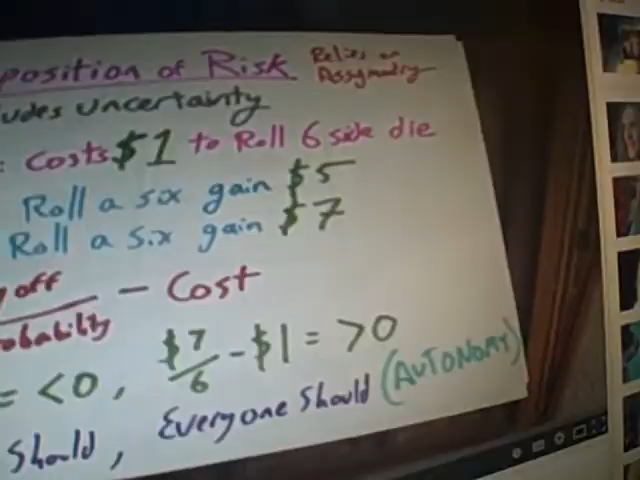 position of Risk Relies on Assymetry
udes uncertainty
: Costs $1 to Roll 6 side die
Roll a six gain $5
Roll a six gain $7
off - Cost
obability
= <0, $7/6 - $1 = >0
Should, Everyone Should (AUTONOMY)